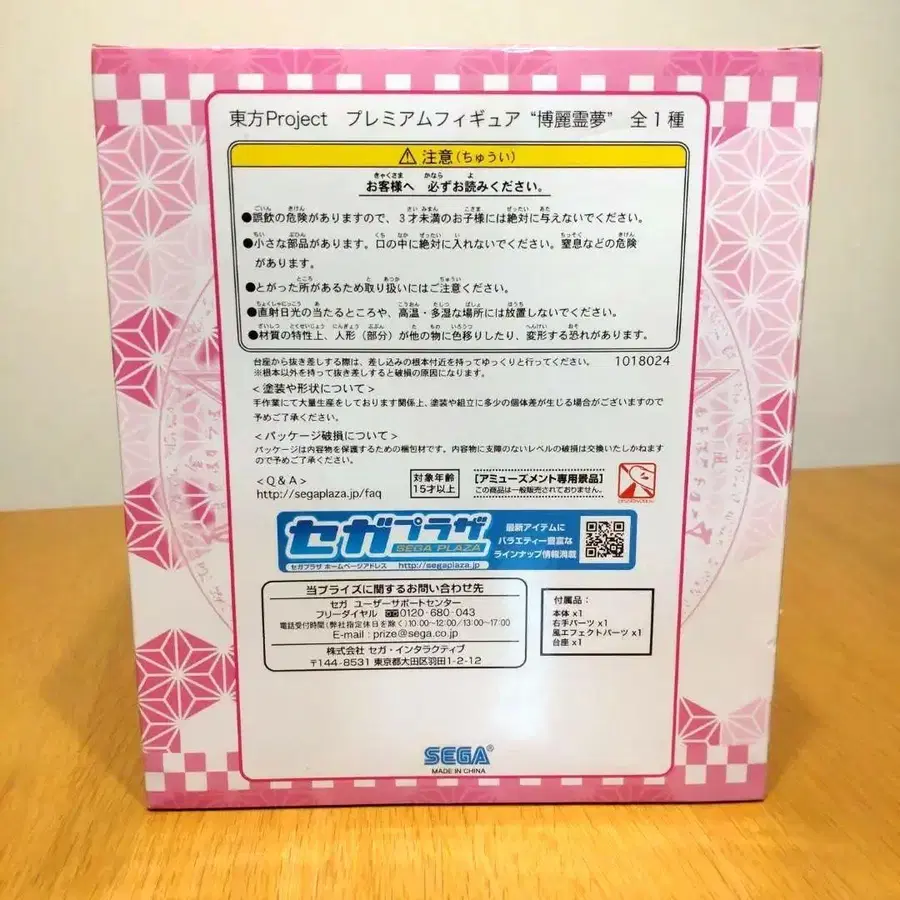 東方Project プレミアムフィギュア “博麗霊夢” 全1種
注意(ちゅうい)
お客様へ 必ずお読みください。
●誤飲の危険がありますので、3才未満のお子様には絶対に与えないでください。
●小さな部品があります。口の中に絶対に入れないでください。窒息などの危険
があります。
●とがった所があるため取り扱いにはご注意ください。
●直射日光の当たるところや、高温・多湿な場所には放置しないでください。
●材質の特性上、人形(部分)が他の物に色移りしたり、変形する恐れがあります。
台座から抜き差しする際は、差し込みの根本付近を持ってゆっくりと行ってください。 1018024
※根本以外を持って抜き差しすると破損の原因になります。
<塗装や形状について>
手作業にて大量生産をしております関係上、塗装や組立に多少の個体差が生じる場合がございますので
予めご了承ください。
<パッケージ破損について>
パッケージは内容物を保護するための梱包材です。内容物に支障のないレベルの破損は交換いたしかねます
ので予めご了承ください。
<Q&A>
http://segaplaza.jp/faq
対象年齢
15才以上
[アミューズメント専用景品]
この商品は一般販売されておりません。
セガプラザ
SEGA PLAZA
セガプラザ ホームページアドレス http://segaplaza.jp/
最新アイテムに
バラエティー豊富な
ラインナップ情報満載
当プライズに関するお問い合わせ先
セガ ユーザーサポートセンター
フリーダイヤル 0120-680-043
電話受付時間(弊社指定休日を除く)10:00~12:00/13:00~17:00
E-mail : prize@sega.co.jp
株式会社 セガ・インタラクティブ
〒144-8531 東京都大田区羽田1-2-12
付属品:
本体 x1
右手パーツ x1
風エフェクトパーツ x1
台座 x1
SEGA®
MADE IN CHINA